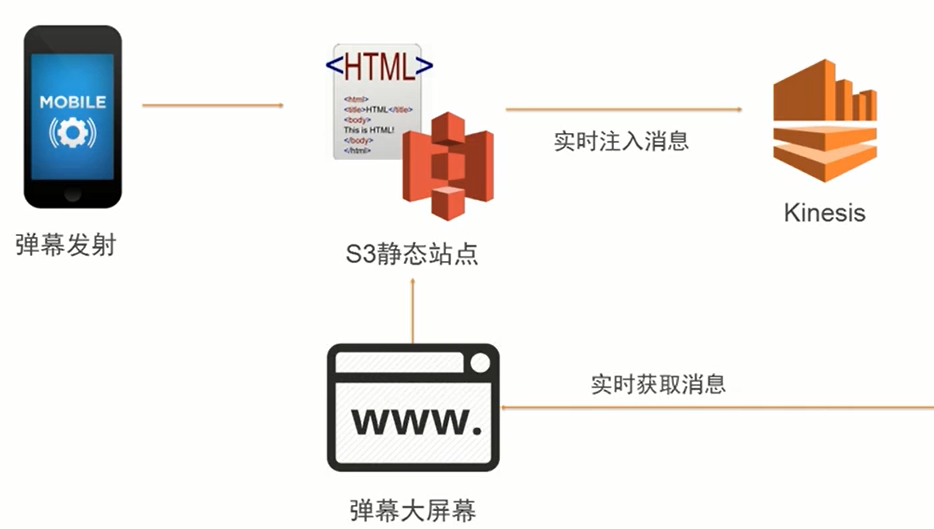 <HTML>
<html>
<title>HTML</title>
<body>
This is HTML!
</body>
</html>
MOBILE
实时注入消息
Kinesis
弹幕发射
S3静态站点
实时获取消息
www.
弹幕大屏幕